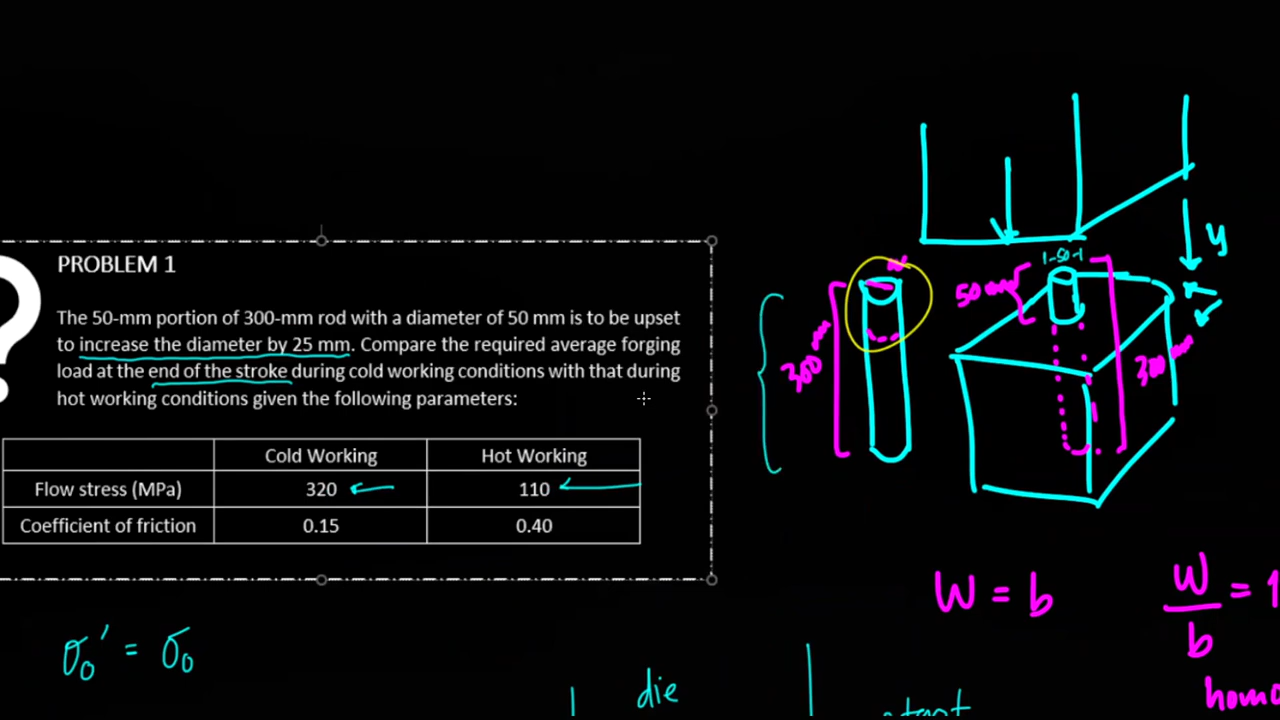 PROBLEM 1
The 50-mm portion of 300-mm rod with a diameter of 50 mm is to be upset
to increase the diameter by 25 mm. Compare the required average forging
load at the end of the stroke during cold working conditions with that during
hot working conditions given the following parameters:
Cold Working Hot Working
Flow stress (MPa) 320 110
Coefficient of friction 0.15 0.40
y
50
50 mm
300 mm
300 mm
W = b
W/b = 1
σ₀' = σ₀
die